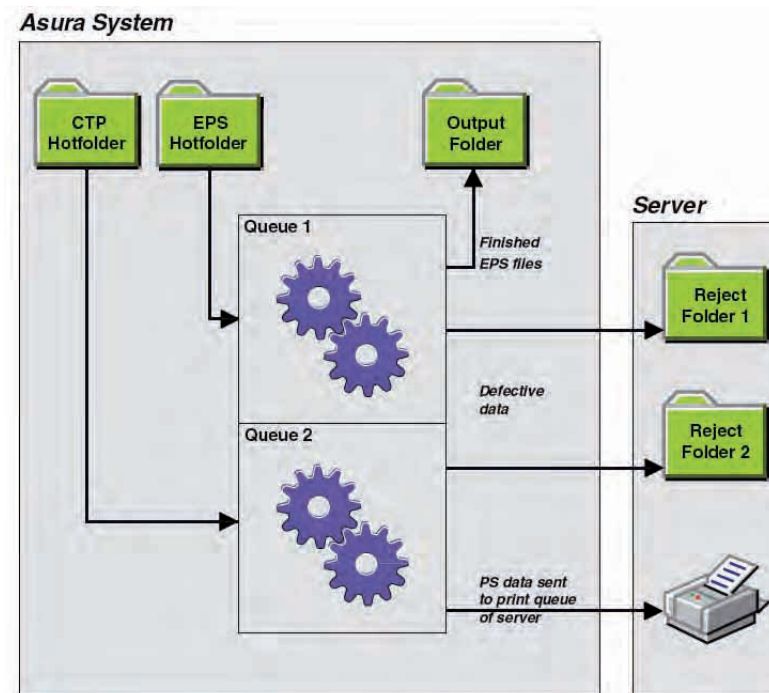 Asura System
CTP
Hotfolder
EPS
Hotfolder
Output
Folder
Server
Queue 1
Finished
EPS files
Reject
Folder 1
Defective
data
Queue 2
Reject
Folder 2
PS data sent
to print queue
of server